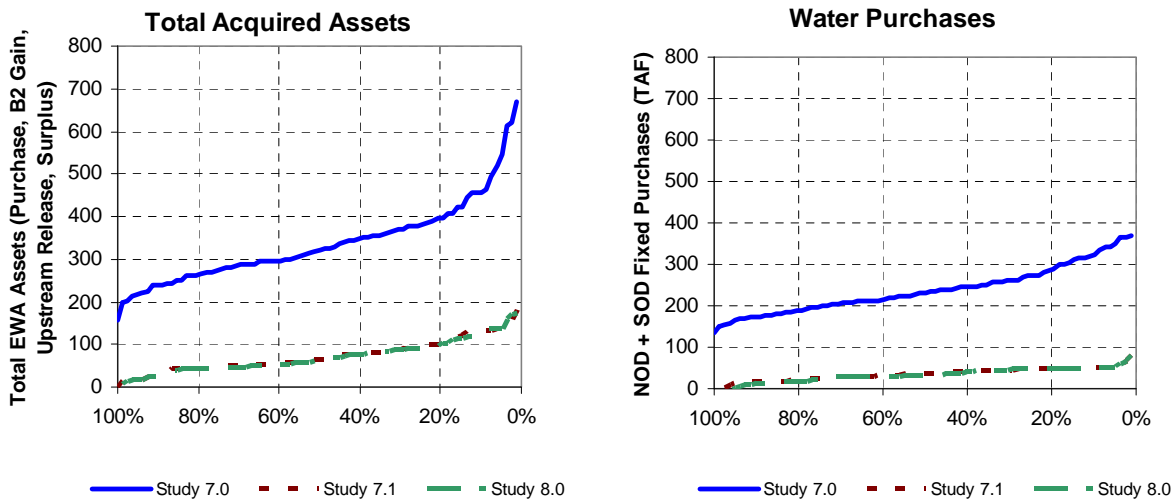 Total Acquired Assets
Total EWA Assets (Purchase, B2 Gain,
Upstream Release, Surplus
800
700
600
500
400
300
200
100
0
100%
80%
60%
40%
20%
0%
Study 7.0
Study 7.1
Study 8.0
Water Purchases
NOD + SOD Fixed Purchases (TAF)
800
700
600
500
400
300
200
100
0
100%
80%
60%
40%
20%
0%
Study 7.0
Study 7.1
Study 8.0